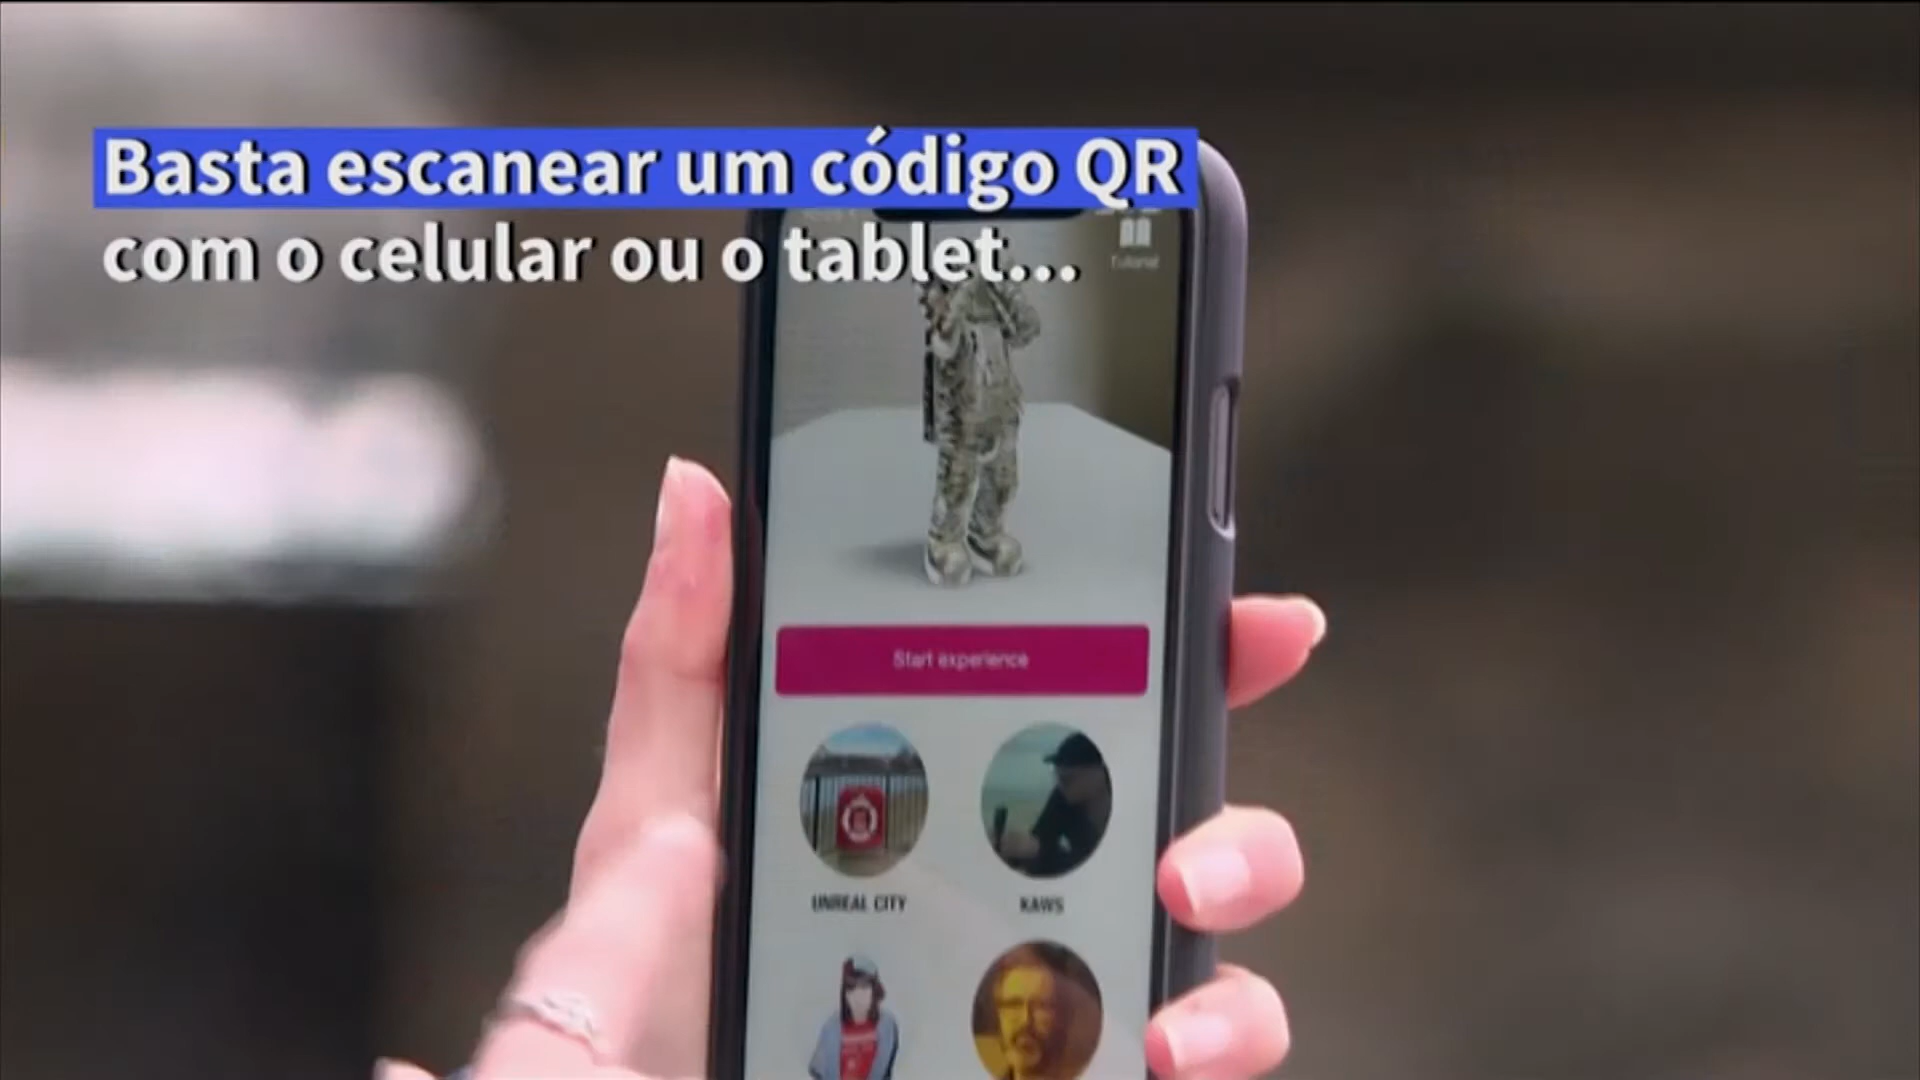 Basta escanear um código QR
com o celular ou o tablet...
Tutorial
Start experience
UNREAL CITY
KAWS